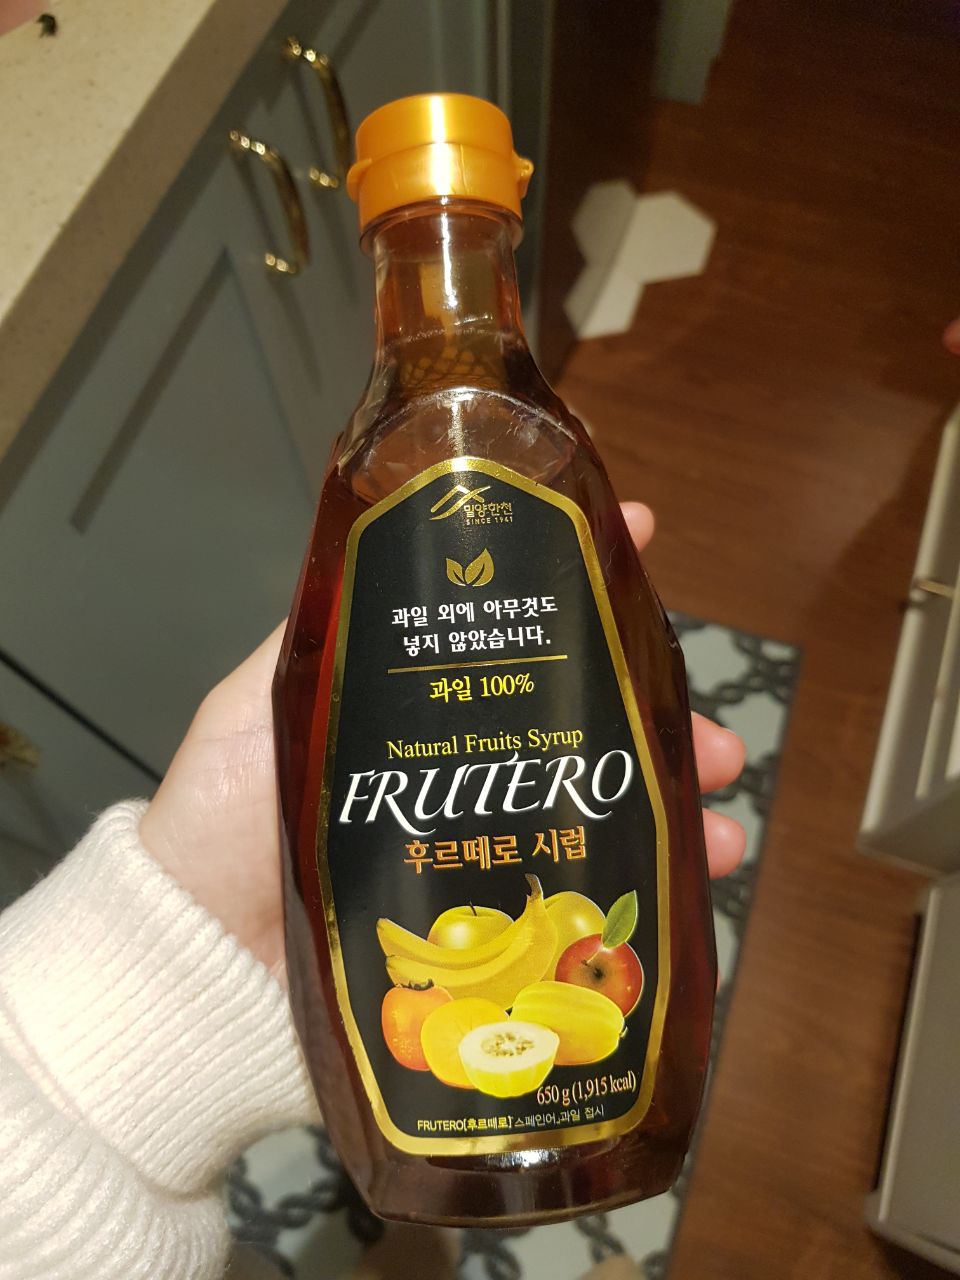 밀양한천
SINCE 1941
과일 외에 아무것도
넣지 않았습니다.
과일 100%
Natural Fruits Syrup
FRUTERO
후르떼로 시럽
650 g (1,915 kcal)
FRUTERO[후르떼로]『스페인어』과일 접시